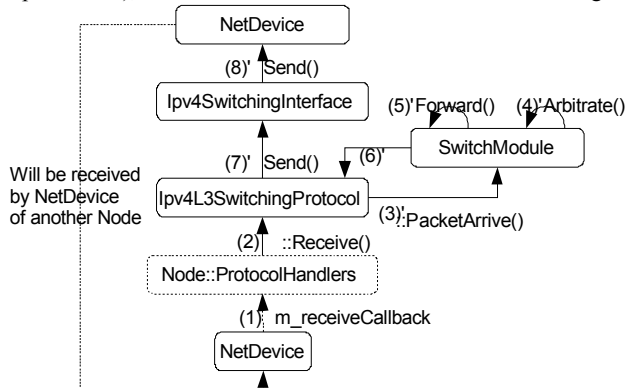 NetDevice
(8)' Send()
Ipv4SwitchingInterface
(5)'Forward()
(4)'Arbitrate()
SwitchModule
(6)'
(7)' Send()
Will be received
by NetDevice
of another Node
Ipv4L3SwitchingProtocol
(3)'
::PacketArrive()
(2) ::Receive()
Node::ProtocolHandlers
(1) m_receiveCallback
NetDevice